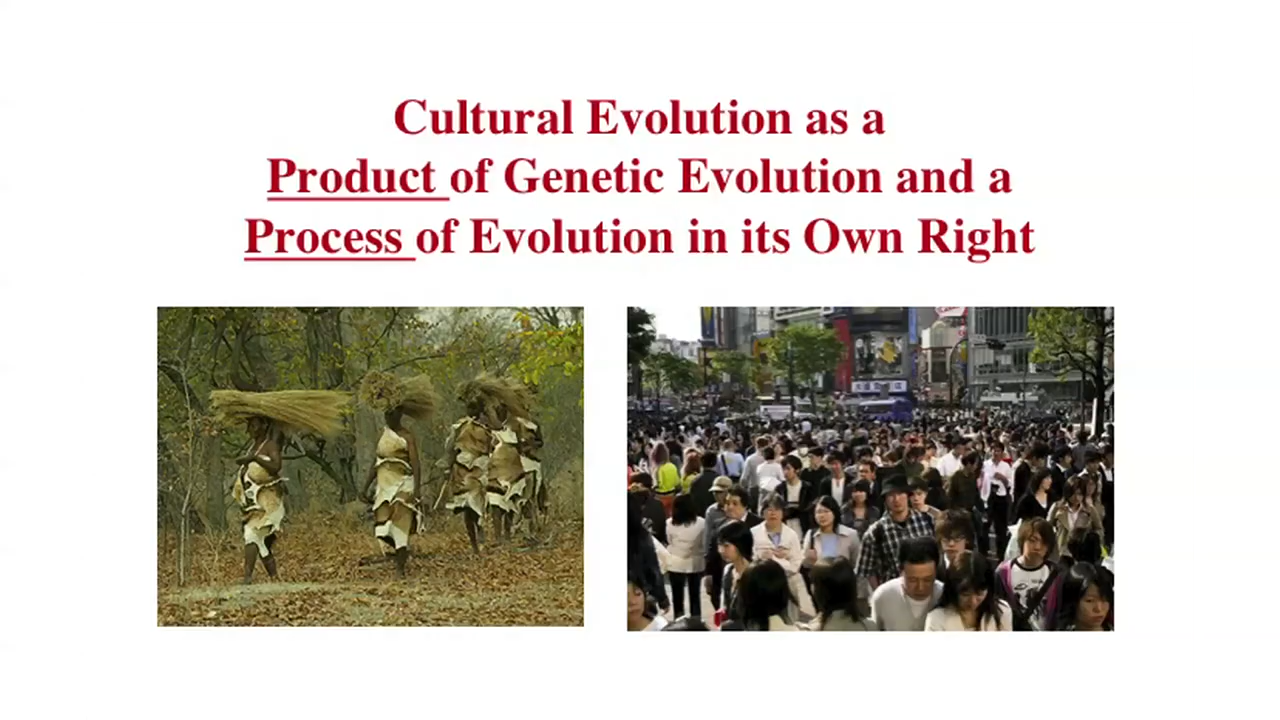 Cultural Evolution as a
Product of Genetic Evolution and a
Process of Evolution in its Own Right